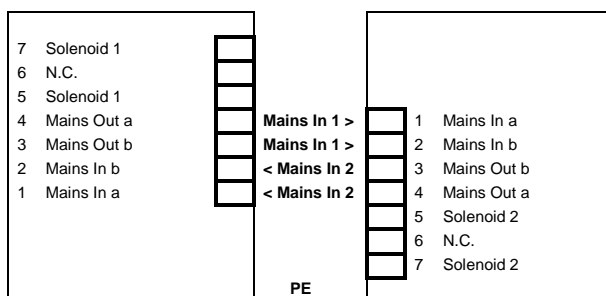 7 Solenoid 1
6 N.C.
5 Solenoid 1
4 Mains Out a
3 Mains Out b
2 Mains In b
1 Mains In a
Mains In 1 >
Mains In 1 >
< Mains In 2
< Mains In 2
PE
1 Mains In a
2 Mains In b
3 Mains Out b
4 Mains Out a
5 Solenoid 2
6 N.C.
7 Solenoid 2